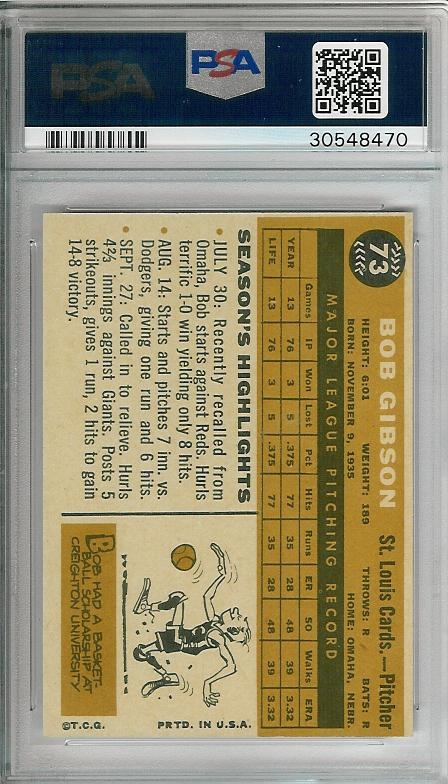 PSA
PSA
30548470
73
BOB GIBSON
St. Louis Cards.—Pitcher
HEIGHT: 6:01 WEIGHT: 189 THROWS: R BATS: R
BORN: NOVEMBER 9, 1935 HOME: OMAHA, NEBR.
MAJOR LEAGUE PITCHING RECORD
Games IP Won Lost Pct Hits Runs ER SO Walks ERA
YEAR 13 76 3 5 .375 77 35 28 48 39 3.32
LIFE 13 76 3 5 .375 77 35 28 48 39 3.32
SEASON'S HIGHLIGHTS
• JULY 30: Recently recalled from
Omaha, Bob starts against Reds. Hurls
terrific 1-0 win yielding only 8 hits.
• AUG. 14: Starts and pitches 7 inn. vs.
Dodgers, giving one run and 6 hits.
• SEPT. 27: Called in to relieve. Hurls
4⅔ innings against Giants. Posts 5
strikeouts, gives 1 run, 2 hits to gain
14-8 victory.
BOB HAD A BASKET-
BALL SCHOLARSHIP AT
CREIGHTON UNIVERSITY
©T.C.G. PRTD. IN U.S.A.